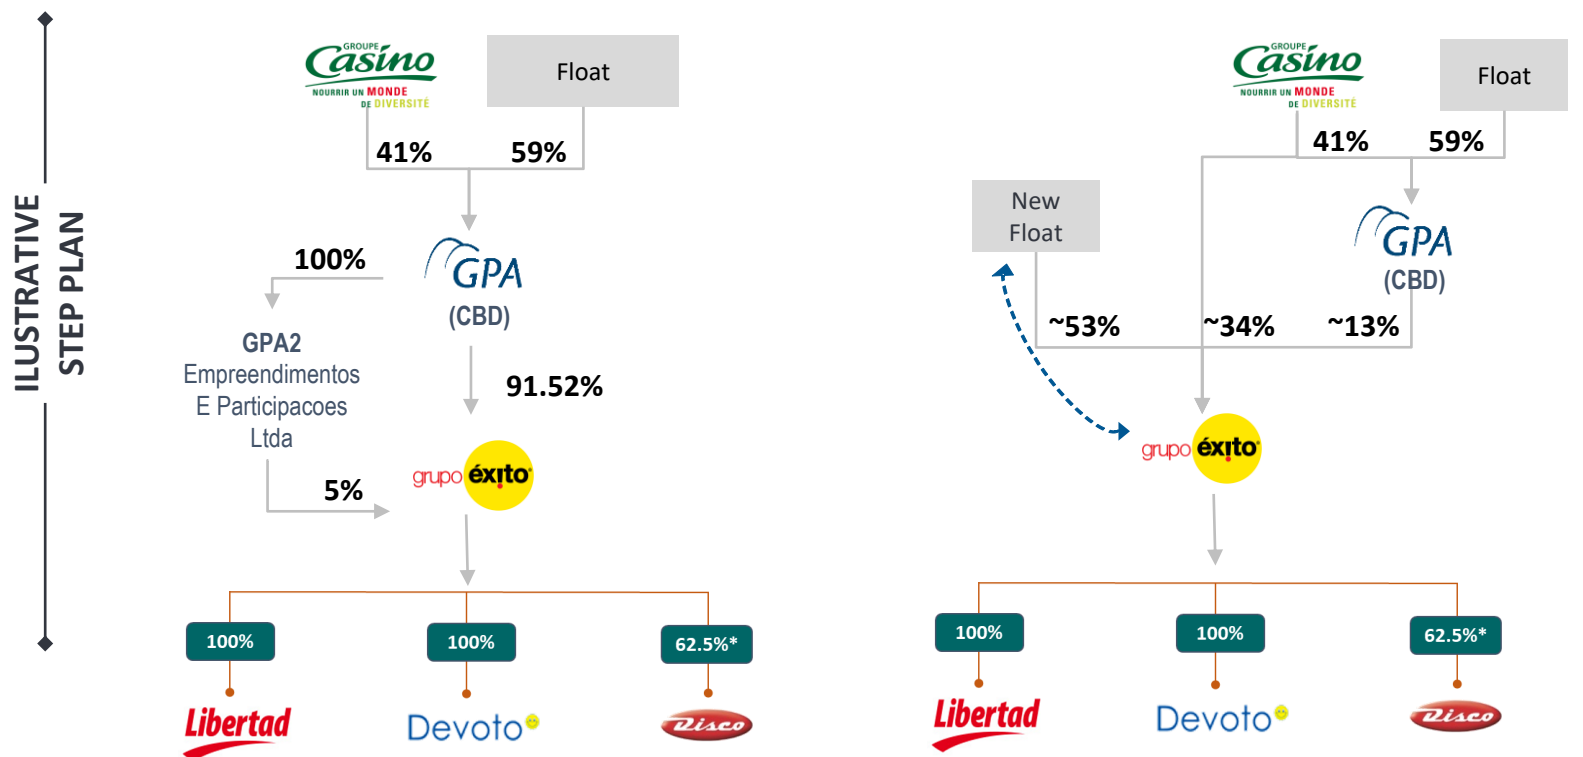 ILUSTRATIVE
STEP PLAN
GROUPE
Casino
NOURRIR UN MONDE
DE DIVERSITÉ
Float
41%
59%
100%
GPA
(CBD)
GPA2
Empreendimentos
E Participacoes
Ltda
91.52%
5%
grupo éxito
100%
100%
62.5%*
Libertad
Devoto
Disco
GROUPE
Casino
NOURRIR UN MONDE
DE DIVERSITÉ
Float
41%
59%
New
Float
GPA
(CBD)
~53%
~34%
~13%
grupo éxito
100%
100%
62.5%*
Libertad
Devoto
Disco